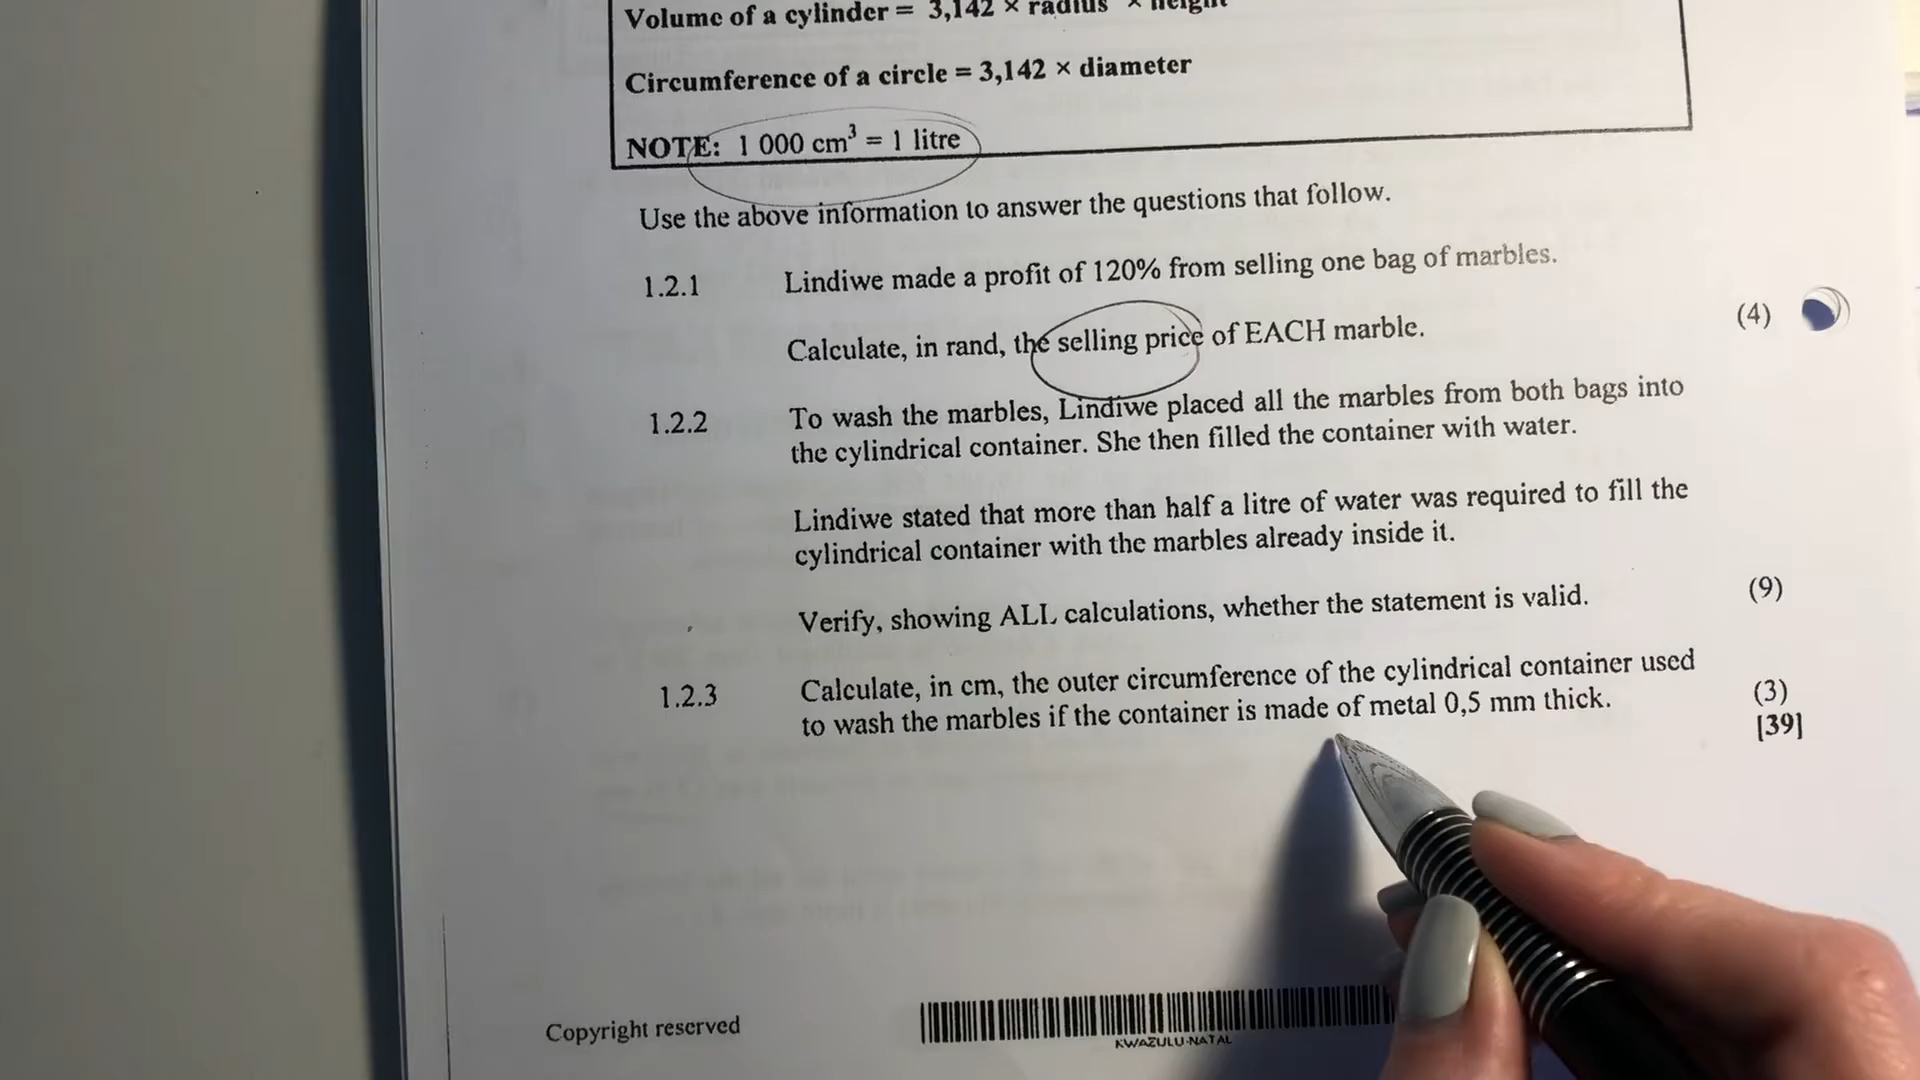 Volume of a cylinder = 3,142 × radius × height
Circumference of a circle = 3,142 × diameter
NOTE: 1 000 cm³ = 1 litre
Use the above information to answer the questions that follow.
1.2.1 Lindiwe made a profit of 120% from selling one bag of marbles.
Calculate, in rand, the selling price of EACH marble. (4)
1.2.2 To wash the marbles, Lindiwe placed all the marbles from both bags into
the cylindrical container. She then filled the container with water.
Lindiwe stated that more than half a litre of water was required to fill the
cylindrical container with the marbles already inside it.
Verify, showing ALL calculations, whether the statement is valid. (9)
1.2.3 Calculate, in cm, the outer circumference of the cylindrical container used
to wash the marbles if the container is made of metal 0,5 mm thick. (3)
[39]
Copyright reserved
KWAZULU-NATAL